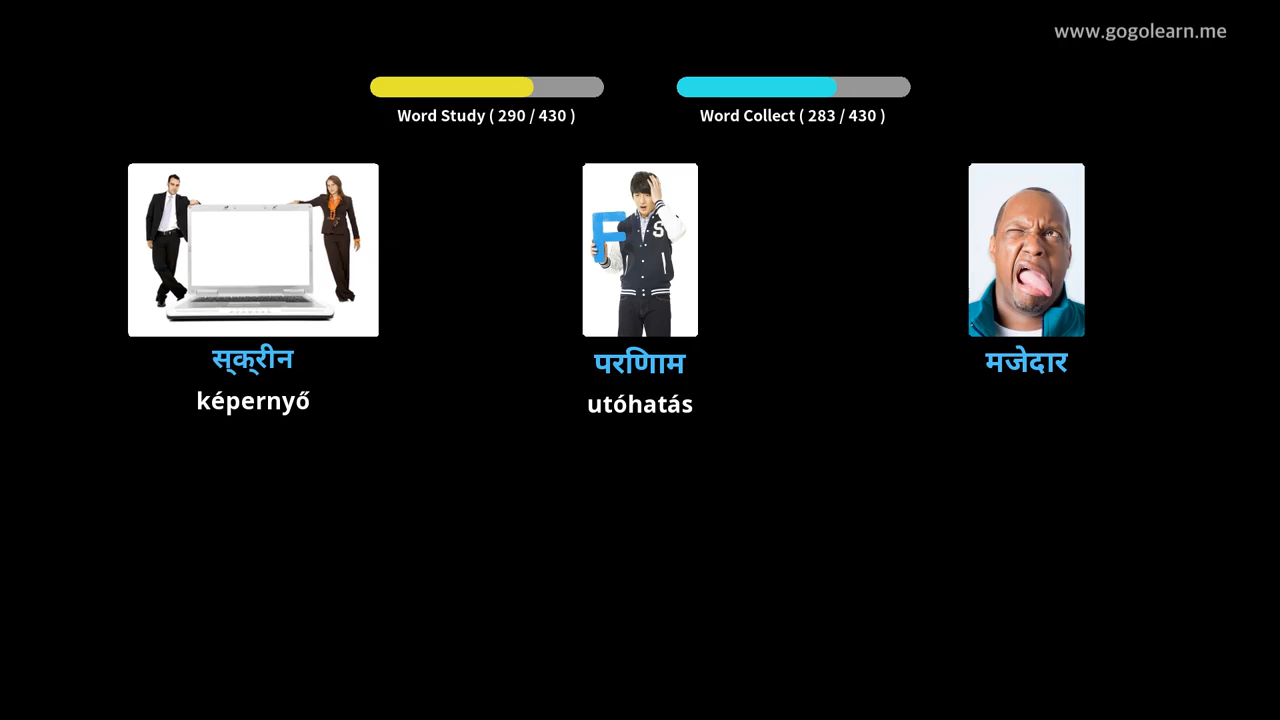 www.gogolearn.me
Word Study ( 290 / 430 )
Word Collect ( 283 / 430 )
F
S
स्क्रीन
परिणाम
मजेदार
képernyő
utóhatás